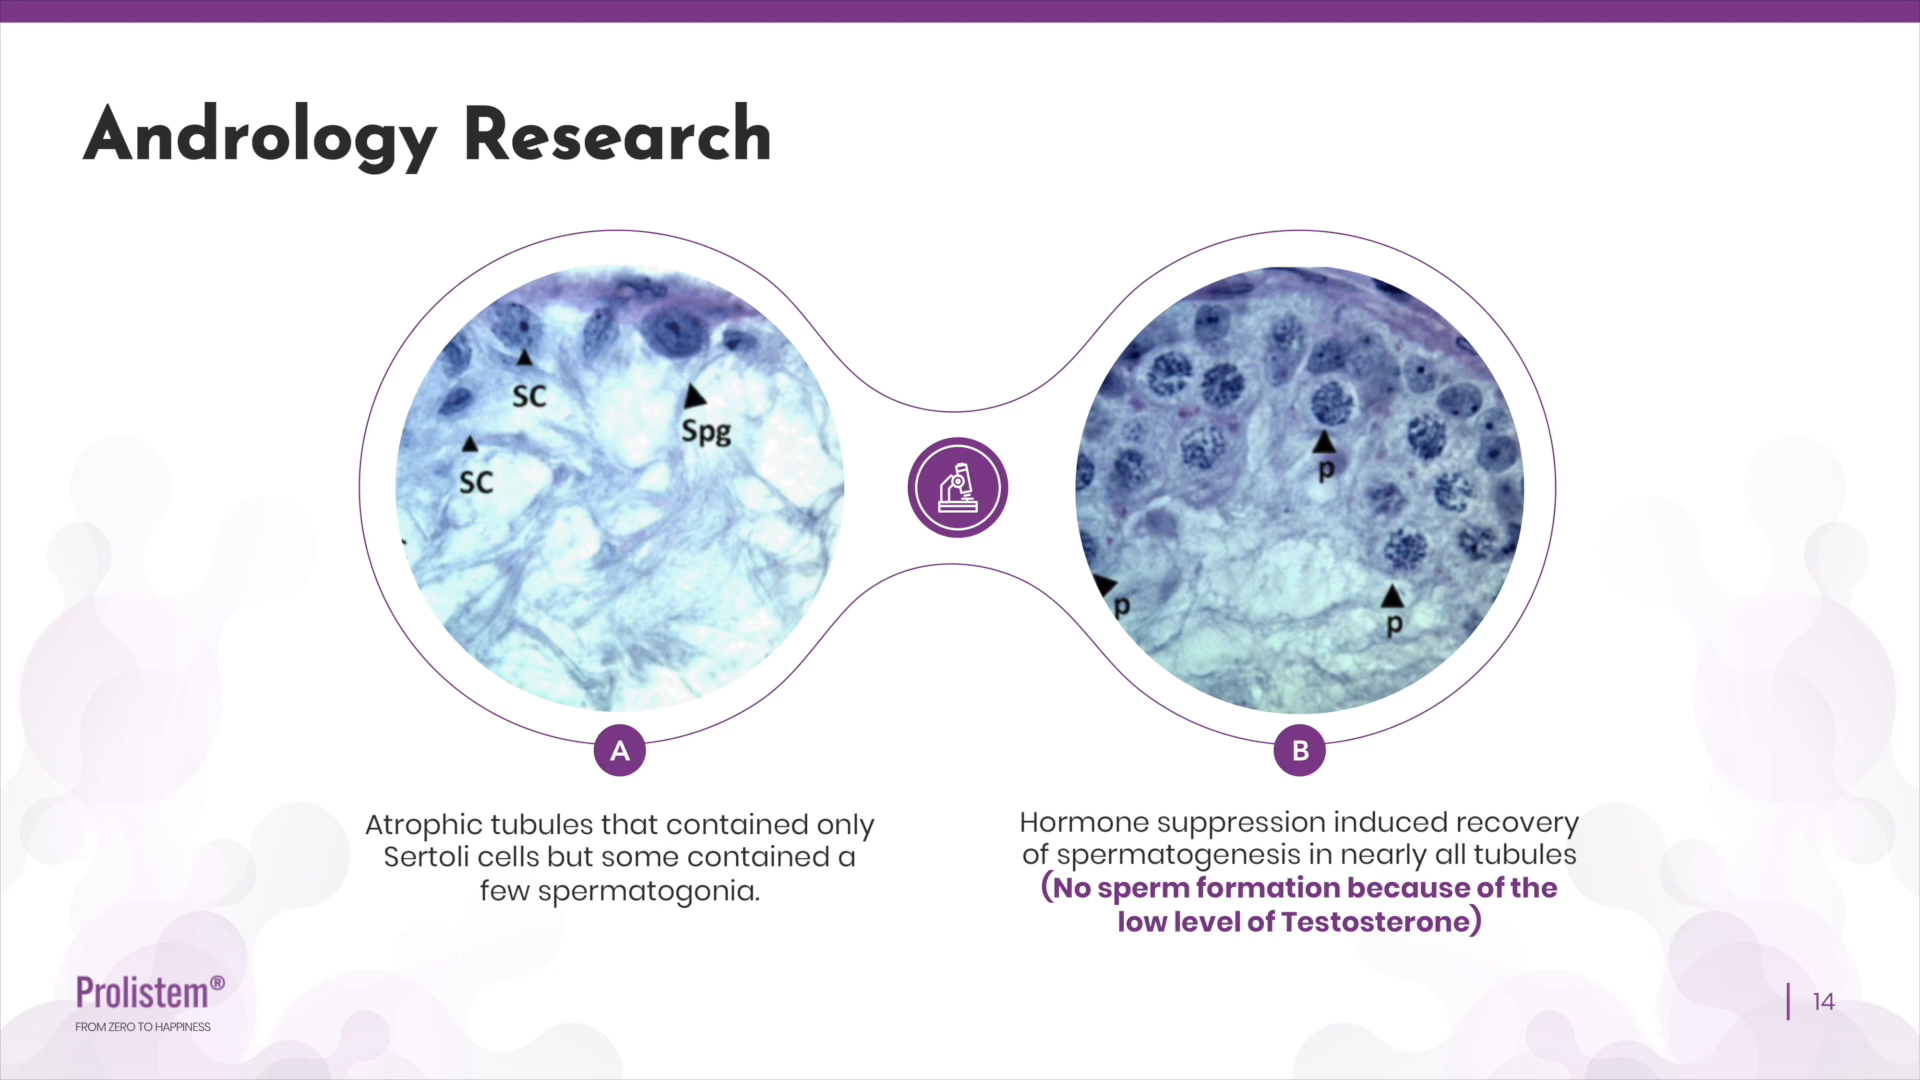 Andrology Research
SC
Spg
SC
p
p
p
A
B
Atrophic tubules that contained only
Sertoli cells but some contained a
few spermatogonia.
Hormone suppression induced recovery
of spermatogenesis in nearly all tubules
(No sperm formation because of the
low level of Testosterone)
Prolistem®
FROM ZERO TO HAPPINESS
14